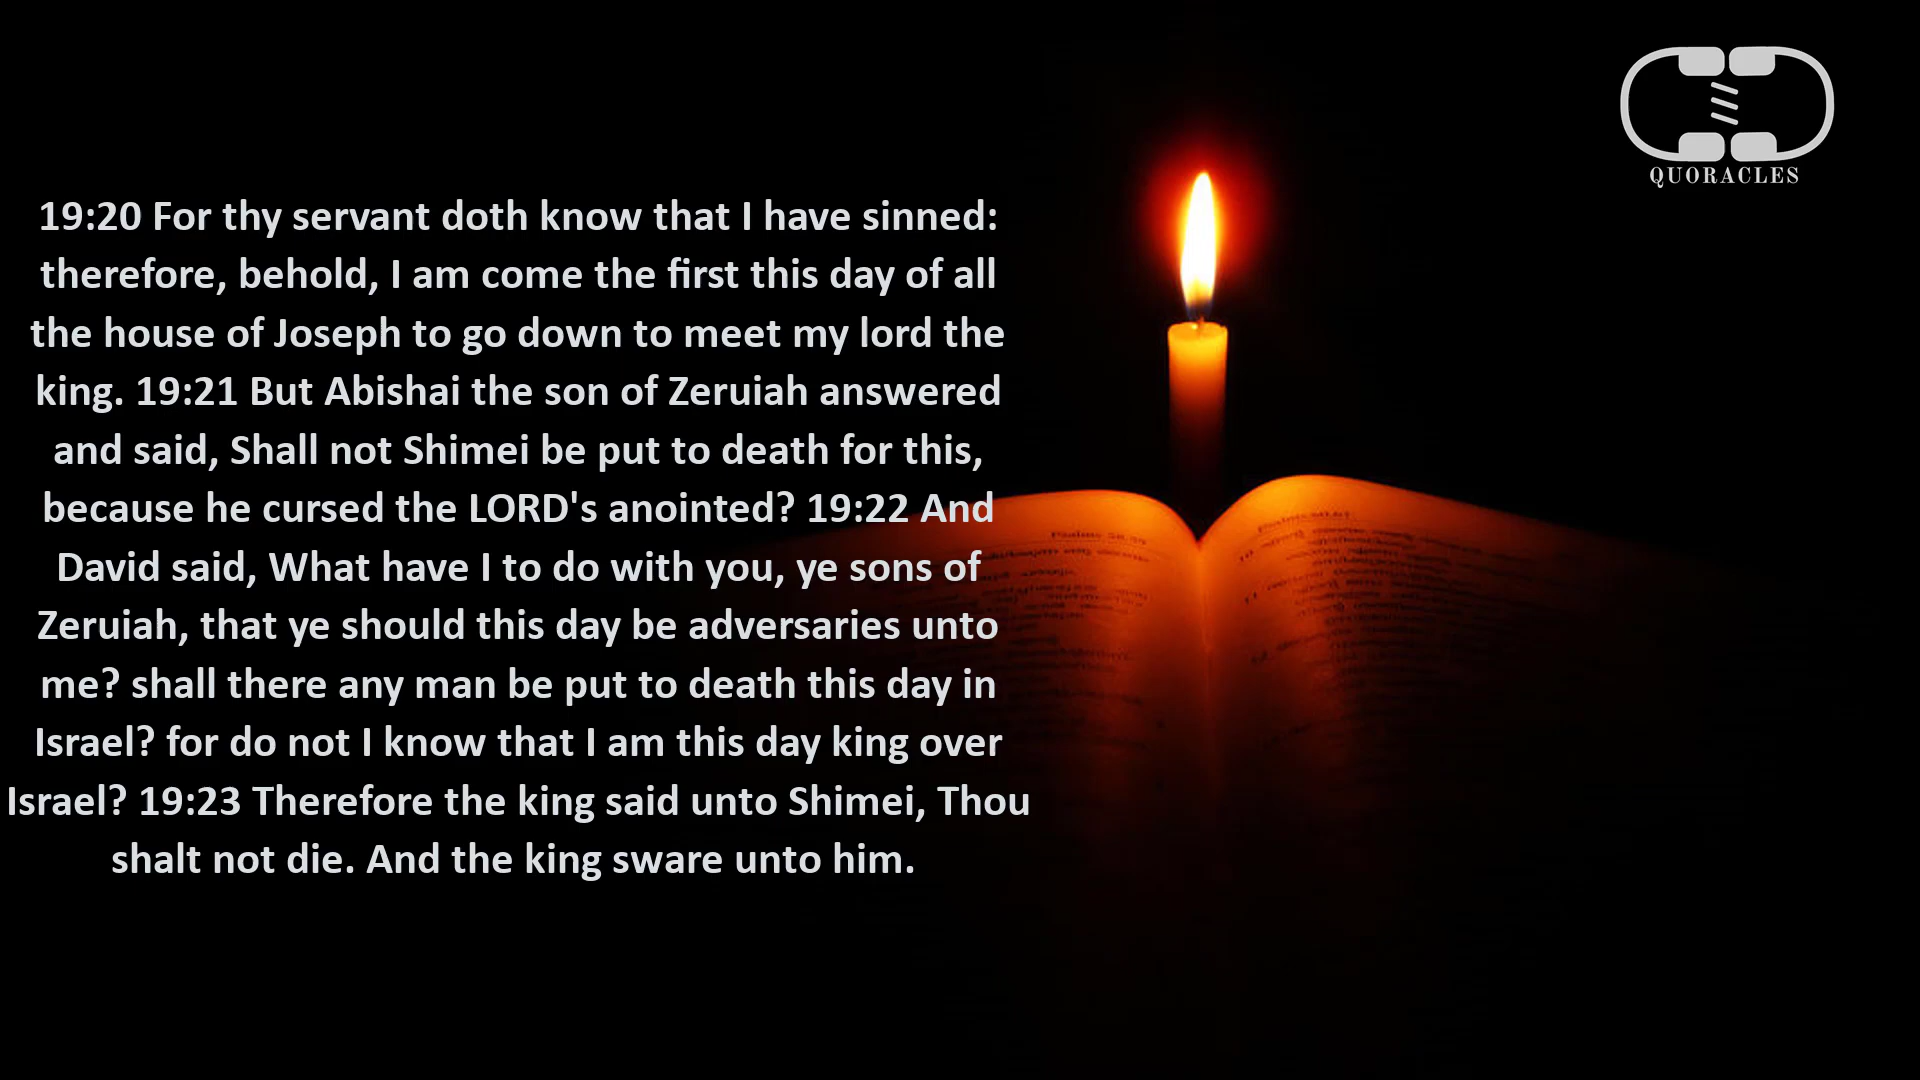 19:20 For thy servant doth know that I have sinned:
therefore, behold, I am come the first this day of all
the house of Joseph to go down to meet my lord the
king. 19:21 But Abishai the son of Zeruiah answered
and said, Shall not Shimei be put to death for this,
because he cursed the LORD's anointed? 19:22 And
David said, What have I to do with you, ye sons of
Zeruiah, that ye should this day be adversaries unto
me? shall there any man be put to death this day in
Israel? for do not I know that I am this day king over
Israel? 19:23 Therefore the king said unto Shimei, Thou
shalt not die. And the king sware unto him.
QUORACLES